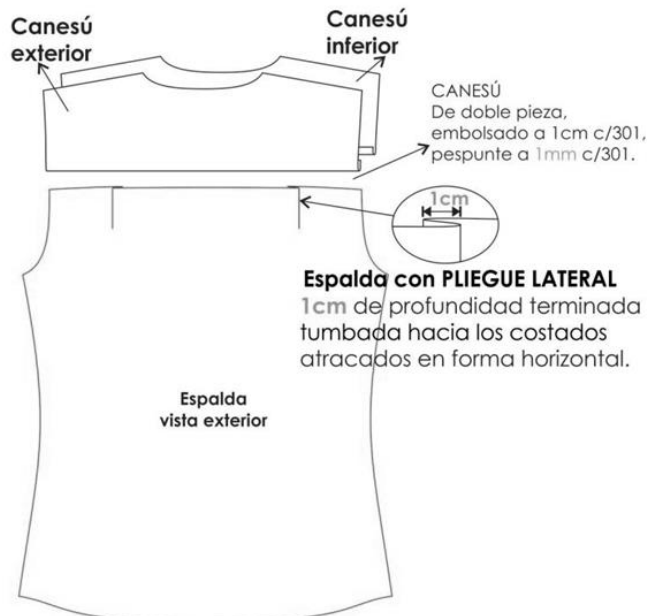 Canesú
exterior
Canesú
inferior
CANESÚ
De doble pieza,
embolsado a 1cm c/301,
pespunte a 1mm c/301.
1cm
Espalda con PLIEGUE LATERAL
1cm de profundidad terminada
tumbada hacia los costados
atracados en forma horizontal.
Espalda
vista exterior